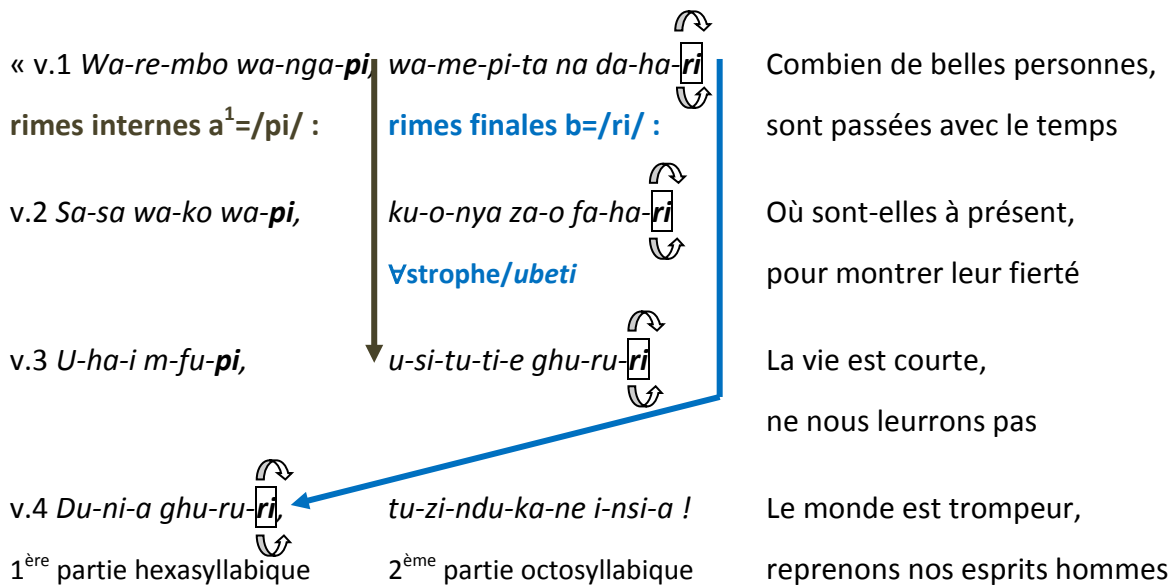 « v.1 Wa-re-mbo wa-nga-pi, wa-me-pi-ta na da-ha-ri Combien de belles personnes,
rimes internes a¹=/pi/ : rimes finales b=/ri/ : sont passées avec le temps
v.2 Sa-sa wa-ko wa-pi, ku-o-nya za-o fa-ha-ri Où sont-elles à présent,
∀strophe/ubeti pour montrer leur fierté
v.3 U-ha-i m-fu-pi, u-si-tu-ti-e ghu-ru-ri La vie est courte,
ne nous leurrons pas
v.4 Du-ni-a ghu-ru-ri, tu-zi-ndu-ka-ne i-nsi-a ! Le monde est trompeur,
1ère partie hexasyllabique 2ème partie octosyllabique reprenons nos esprits hommes